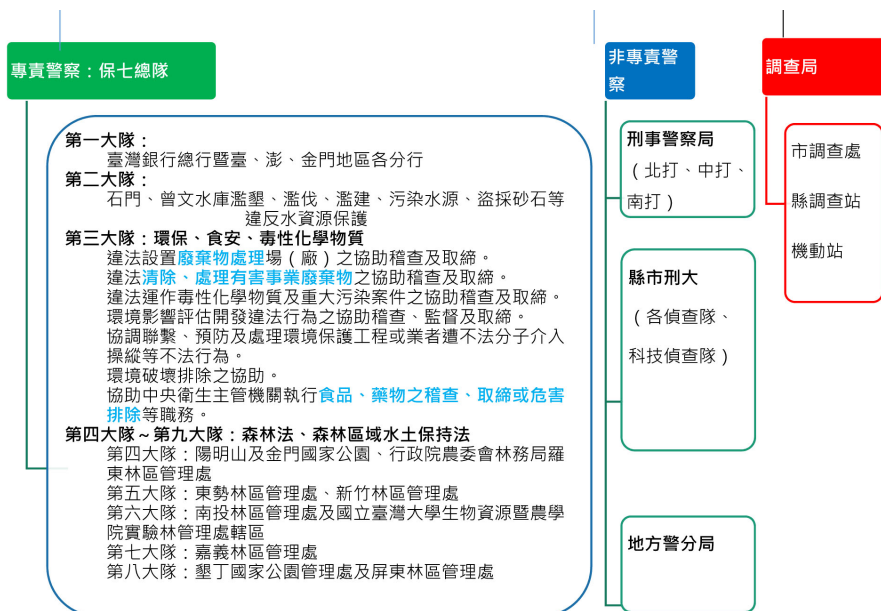 專責警察：保七總隊
第一大隊：
臺灣銀行總行暨臺、澎、金門地區各分行
第二大隊：
石門、曾文水庫濫墾、濫伐、濫建、污染水源、盜採砂石等
違反水資源保護
第三大隊：環保、食安、毒性化學物質
違法設置廢棄物處理場（廠）之協助稽查及取締。
違法清除、處理有害事業廢棄物之協助稽查及取締。
違法運作毒性化學物質及重大污染案件之協助稽查及取締。
環境影響評估開發違法行為之協助稽查、監督及取締。
協調聯繫、預防及處理環境保護工程或業者遭不法分子介入
操縱等不法行為。
環境破壞排除之協助。
協助中央衛生主管機關執行食品、藥物之稽查、取締或危害
排除等職務。
第四大隊～第九大隊：森林法、森林區域水土保持法
第四大隊：陽明山及金門國家公園、行政院農委會林務局羅
東林區管理處
第五大隊：東勢林區管理處、新竹林區管理處
第六大隊：南投林區管理處及國立臺灣大學生物資源暨農學
院實驗林管理處轄區
第七大隊：嘉義林區管理處
第八大隊：墾丁國家公園管理處及屏東林區管理處
非專責警
察
刑事警察局
（北打、中打、
南打）
縣市刑大
（各偵查隊、
科技偵查隊）
地方警分局
調查局
市調查處
縣調查站
機動站